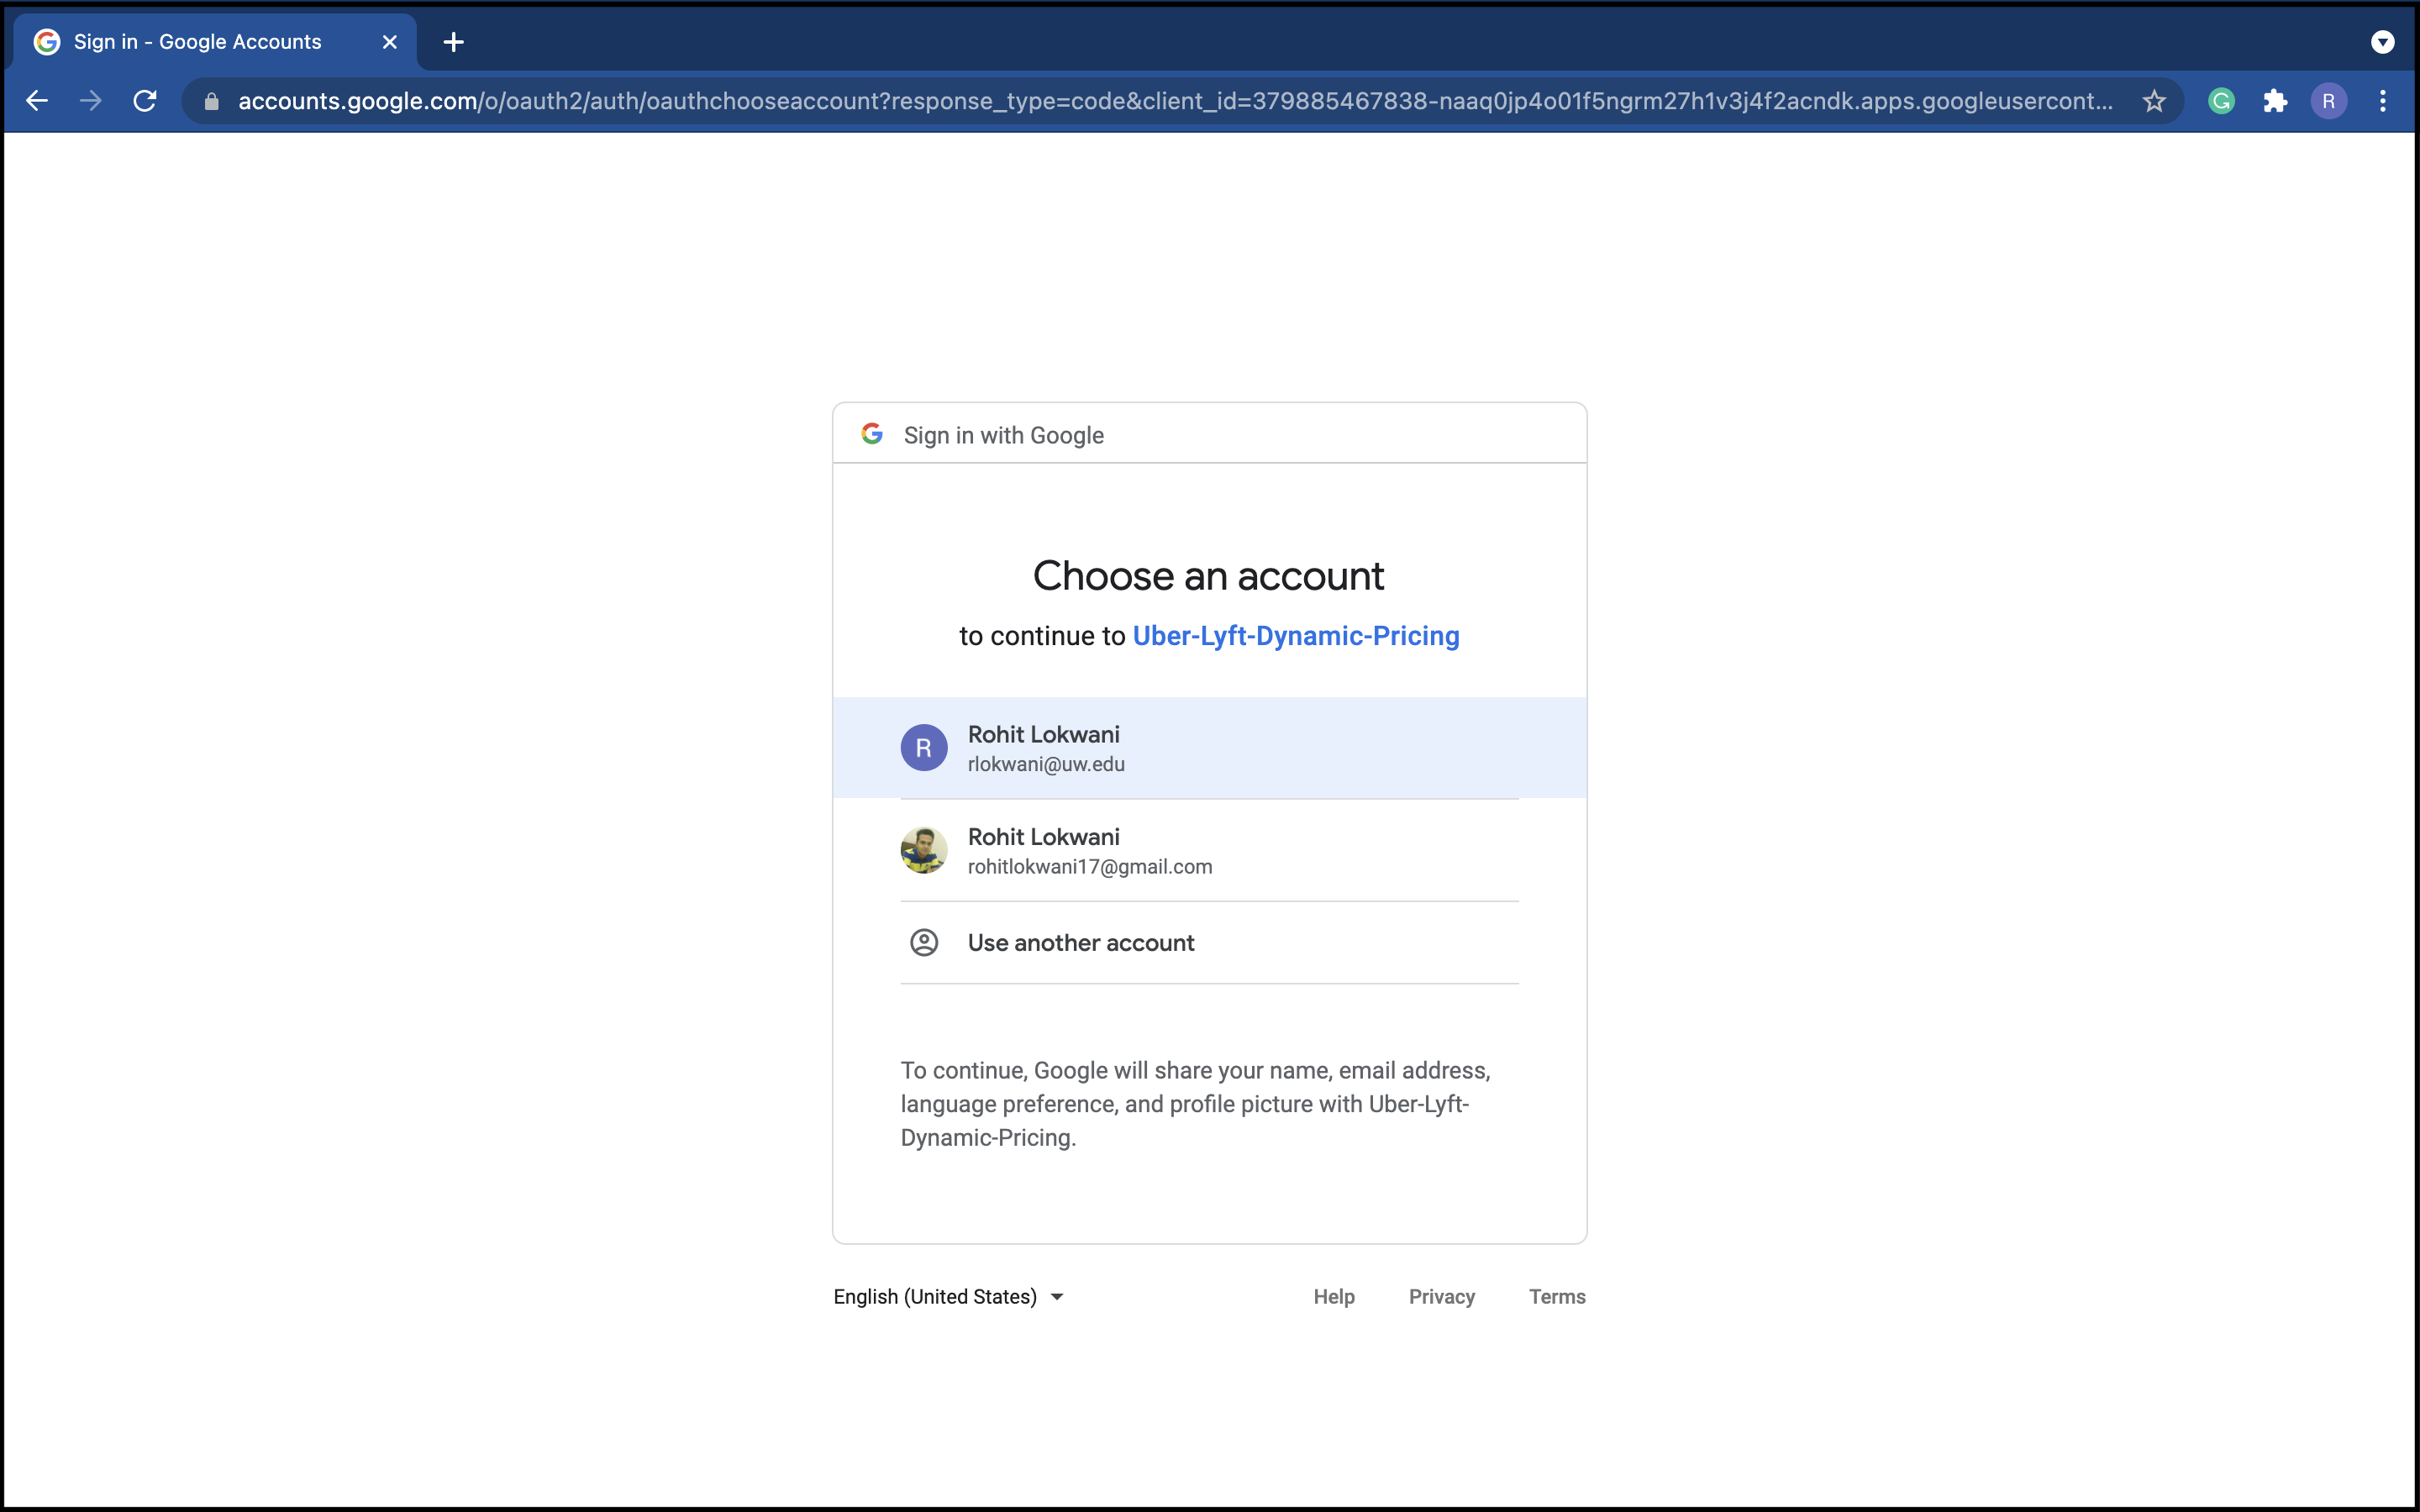 Sign in - Google Accounts
accounts.google.com/o/oauth2/auth/oauthchooseaccount?response_type=code&client_id=379885467838-naaq0jp4o01f5ngrm27h1v3j4f2acndk.apps.googleusercont...
R
Sign in with Google
Choose an account
to continue to Uber-Lyft-Dynamic-Pricing
R
Rohit Lokwani
rlokwani@uw.edu
Rohit Lokwani
rohitlokwani17@gmail.com
Use another account
To continue, Google will share your name, email address,
language preference, and profile picture with Uber-Lyft-
Dynamic-Pricing.
English (United States)
Help Privacy Terms